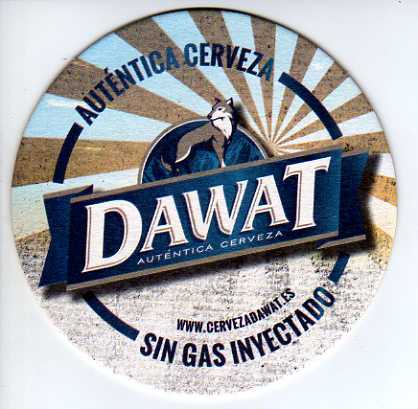 AUTÉNTICA CERVEZA
DAWAT
AUTÉNTICA CERVEZA
WWW.CERVEZADAWAT.ES
SIN GAS INYECTADO